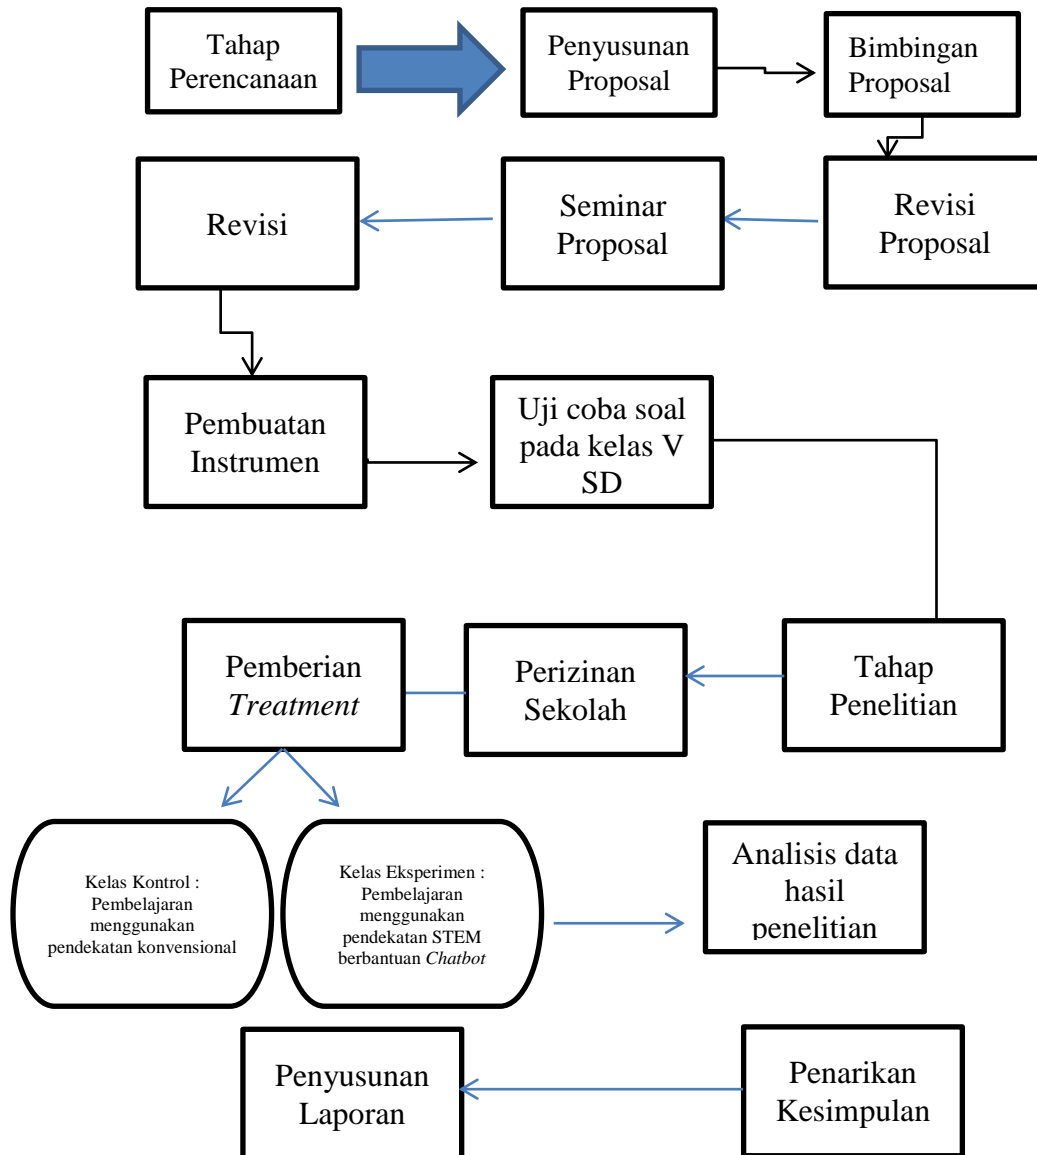 Tahap
Perencanaan
Penyusunan
Proposal
Bimbingan
Proposal
Revisi
Proposal
Seminar
Proposal
Revisi
Pembuatan
Instrumen
Uji coba soal
pada kelas V
SD
Tahap
Penelitian
Perizinan
Sekolah
Pemberian
Treatment
Kelas Kontrol :
Pembelajaran
menggunakan
pendekatan konvensional
Kelas Eksperimen :
Pembelajaran
menggunakan
pendekatan STEM
berbantuan Chatbot
Analisis data
hasil
penelitian
Penarikan
Kesimpulan
Penyusunan
Laporan